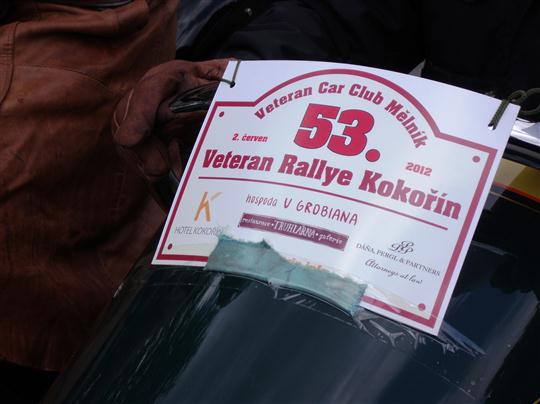 Veteran Car Club Mělník
53.
2. červen
2012
Veteran Rallye Kokořín
K
HOTEL KOKOŘÍN
hospoda U GROBIANA
restaurace • TRUHLÁRNA • galerie
DÁŇA, PERGL & PARTNERS
Attorneys at law